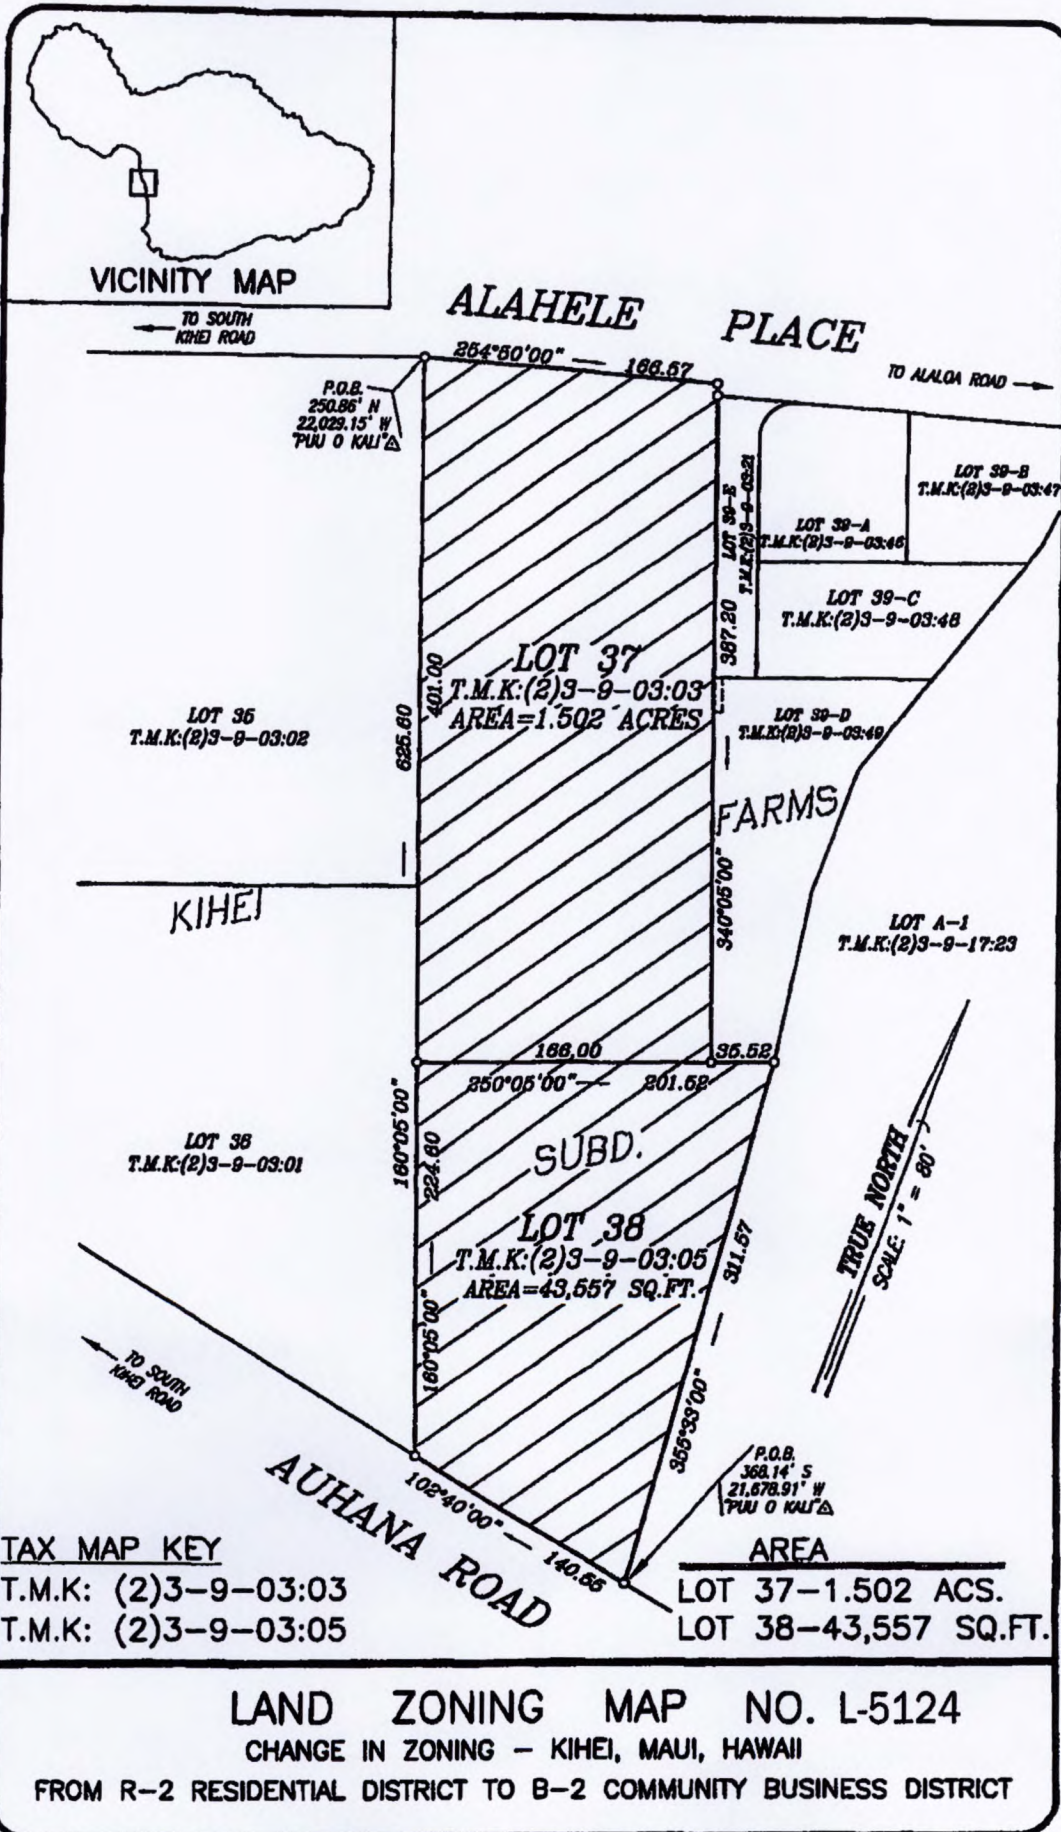 VICINITY MAP
TO SOUTH
KIHEI ROAD
ALAHELE PLACE
254°50'00" — 166.57
TO ALALOA ROAD
P.O.B.
250.86' N
22,029.15' W
"PUU O KALI"
LOT 39-E
T.M.K:(2)3-9-03:21
LOT 39-A
T.M.K:(2)3-9-03:46
LOT 39-B
T.M.K:(2)3-9-03:47
LOT 39-C
T.M.K:(2)3-9-03:48
LOT 39-D
T.M.K:(2)3-9-03:49
387.20
340°05'00"
LOT 37
T.M.K:(2)3-9-03:03
AREA=1.502 ACRES
401.00
625.60
LOT 35
T.M.K:(2)3-9-03:02
FARMS
KIHEI
LOT A-1
T.M.K:(2)3-9-17:23
166.00
35.52
250°05'00" — 201.52
SUBD.
160°05'00"
224.60
160°05'00"
LOT 36
T.M.K:(2)3-9-03:01
LOT 38
T.M.K:(2)3-9-03:05
AREA=43,557 SQ.FT.
311.57
355°33'00"
TRUE NORTH
SCALE: 1" = 80'
TO SOUTH
KIHEI ROAD
AUHANA ROAD
102°40'00" — 140.55
P.O.B.
368.14' S
21,678.91' W
"PUU O KALI"
TAX MAP KEY
T.M.K: (2)3-9-03:03
T.M.K: (2)3-9-03:05
AREA
LOT 37-1.502 ACS.
LOT 38-43,557 SQ.FT.
LAND ZONING MAP NO. L-5124
CHANGE IN ZONING - KIHEI, MAUI, HAWAII
FROM R-2 RESIDENTIAL DISTRICT TO B-2 COMMUNITY BUSINESS DISTRICT